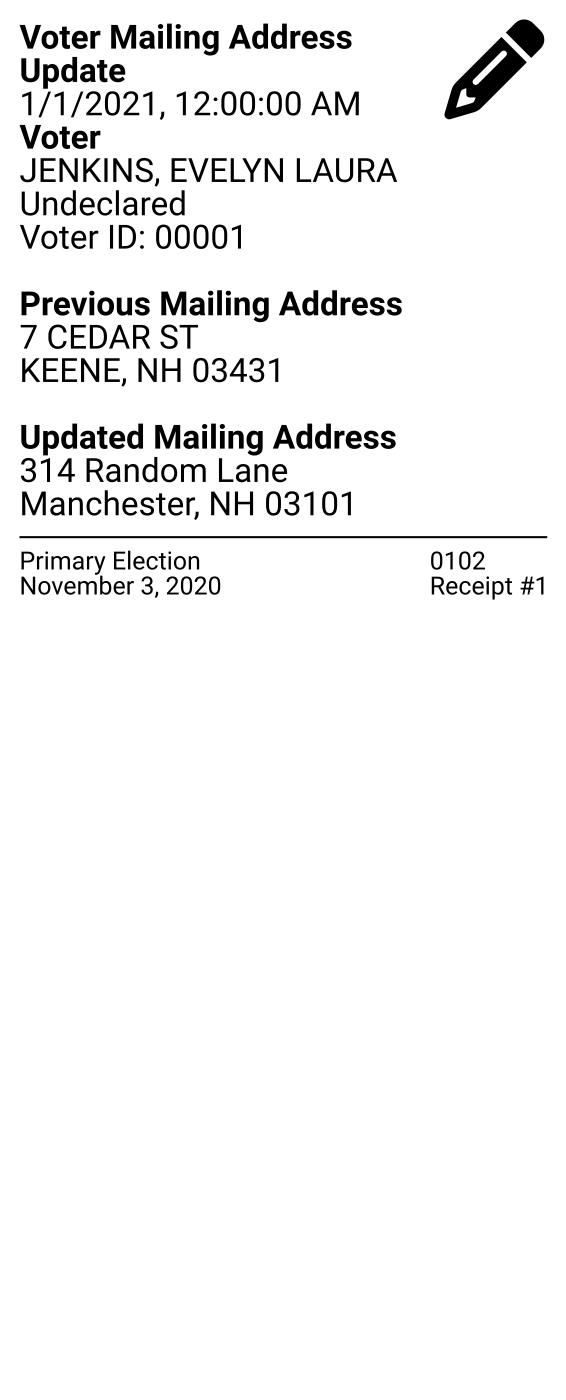 Voter Mailing Address
Update
1/1/2021, 12:00:00 AM
Voter
JENKINS, EVELYN LAURA
Undeclared
Voter ID: 00001
Previous Mailing Address
7 CEDAR ST
KEENE, NH 03431
Updated Mailing Address
314 Random Lane
Manchester, NH 03101
Primary Election 0102
November 3, 2020 Receipt #1